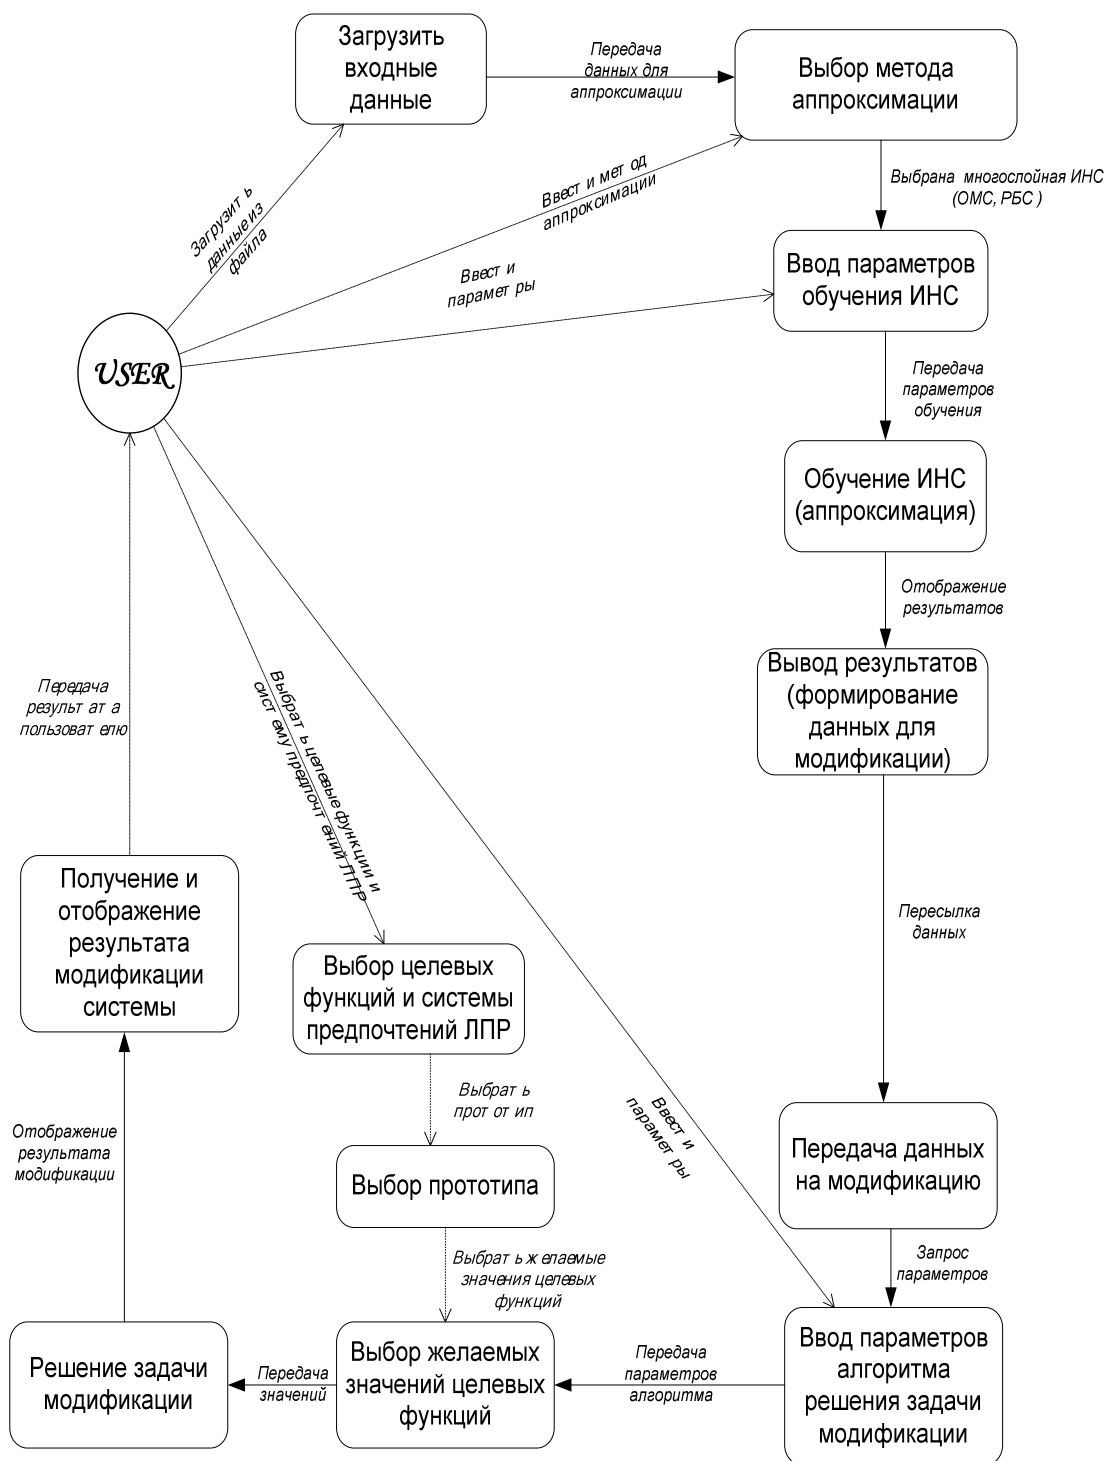 Загрузить
входные
данные
Передача
данных для
аппроксимации
Выбор метода
аппроксимации
Загрузить
данные из
файла
Ввести метод
аппроксимации
Выбрана многослойная ИНС
(ОМС, РБС )
Ввести
параметры
Ввод параметров
обучения ИНС
USER
Передача
параметров
обучения
Обучение ИНС
(аппроксимация)
Отображение
результатов
Вывод результатов
(формирование
данных для
модификации)
Передача
результата
пользователю
Выбрать целевые функции и
систему предпочтений ЛПР
Пересылка
данных
Получение и
отображение
результата
модификации
системы
Выбор целевых
функций и системы
предпочтений ЛПР
Выбрать
прототип
Ввести
параметры
Отображение
результата
модификации
Выбор прототипа
Передача данных
на модификацию
Выбрать желаемые
значения целевых
функций
Запрос
параметров
Решение задачи
модификации
Передача
значений
Выбор желаемых
значений целевых
функций
Передача
параметров
алгоритма
Ввод параметров
алгоритма
решения задачи
модификации